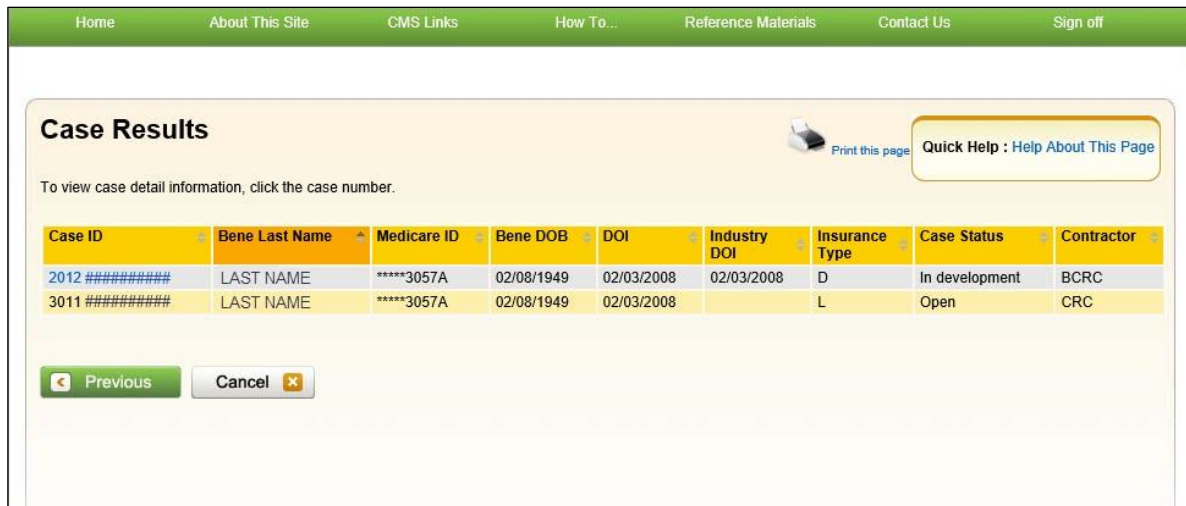 Home About This Site CMS Links How To... Reference Materials Contact Us Sign off
Case Results
Print this page
Quick Help : Help About This Page
To view case detail information, click the case number.
Case ID Bene Last Name Medicare ID Bene DOB DOI Industry DOI Insurance Type Case Status Contractor
2012 ########## LAST NAME *****3057A 02/08/1949 02/03/2008 02/03/2008 D In development BCRC
3011 ########## LAST NAME *****3057A 02/08/1949 02/03/2008 L Open CRC
Previous Cancel